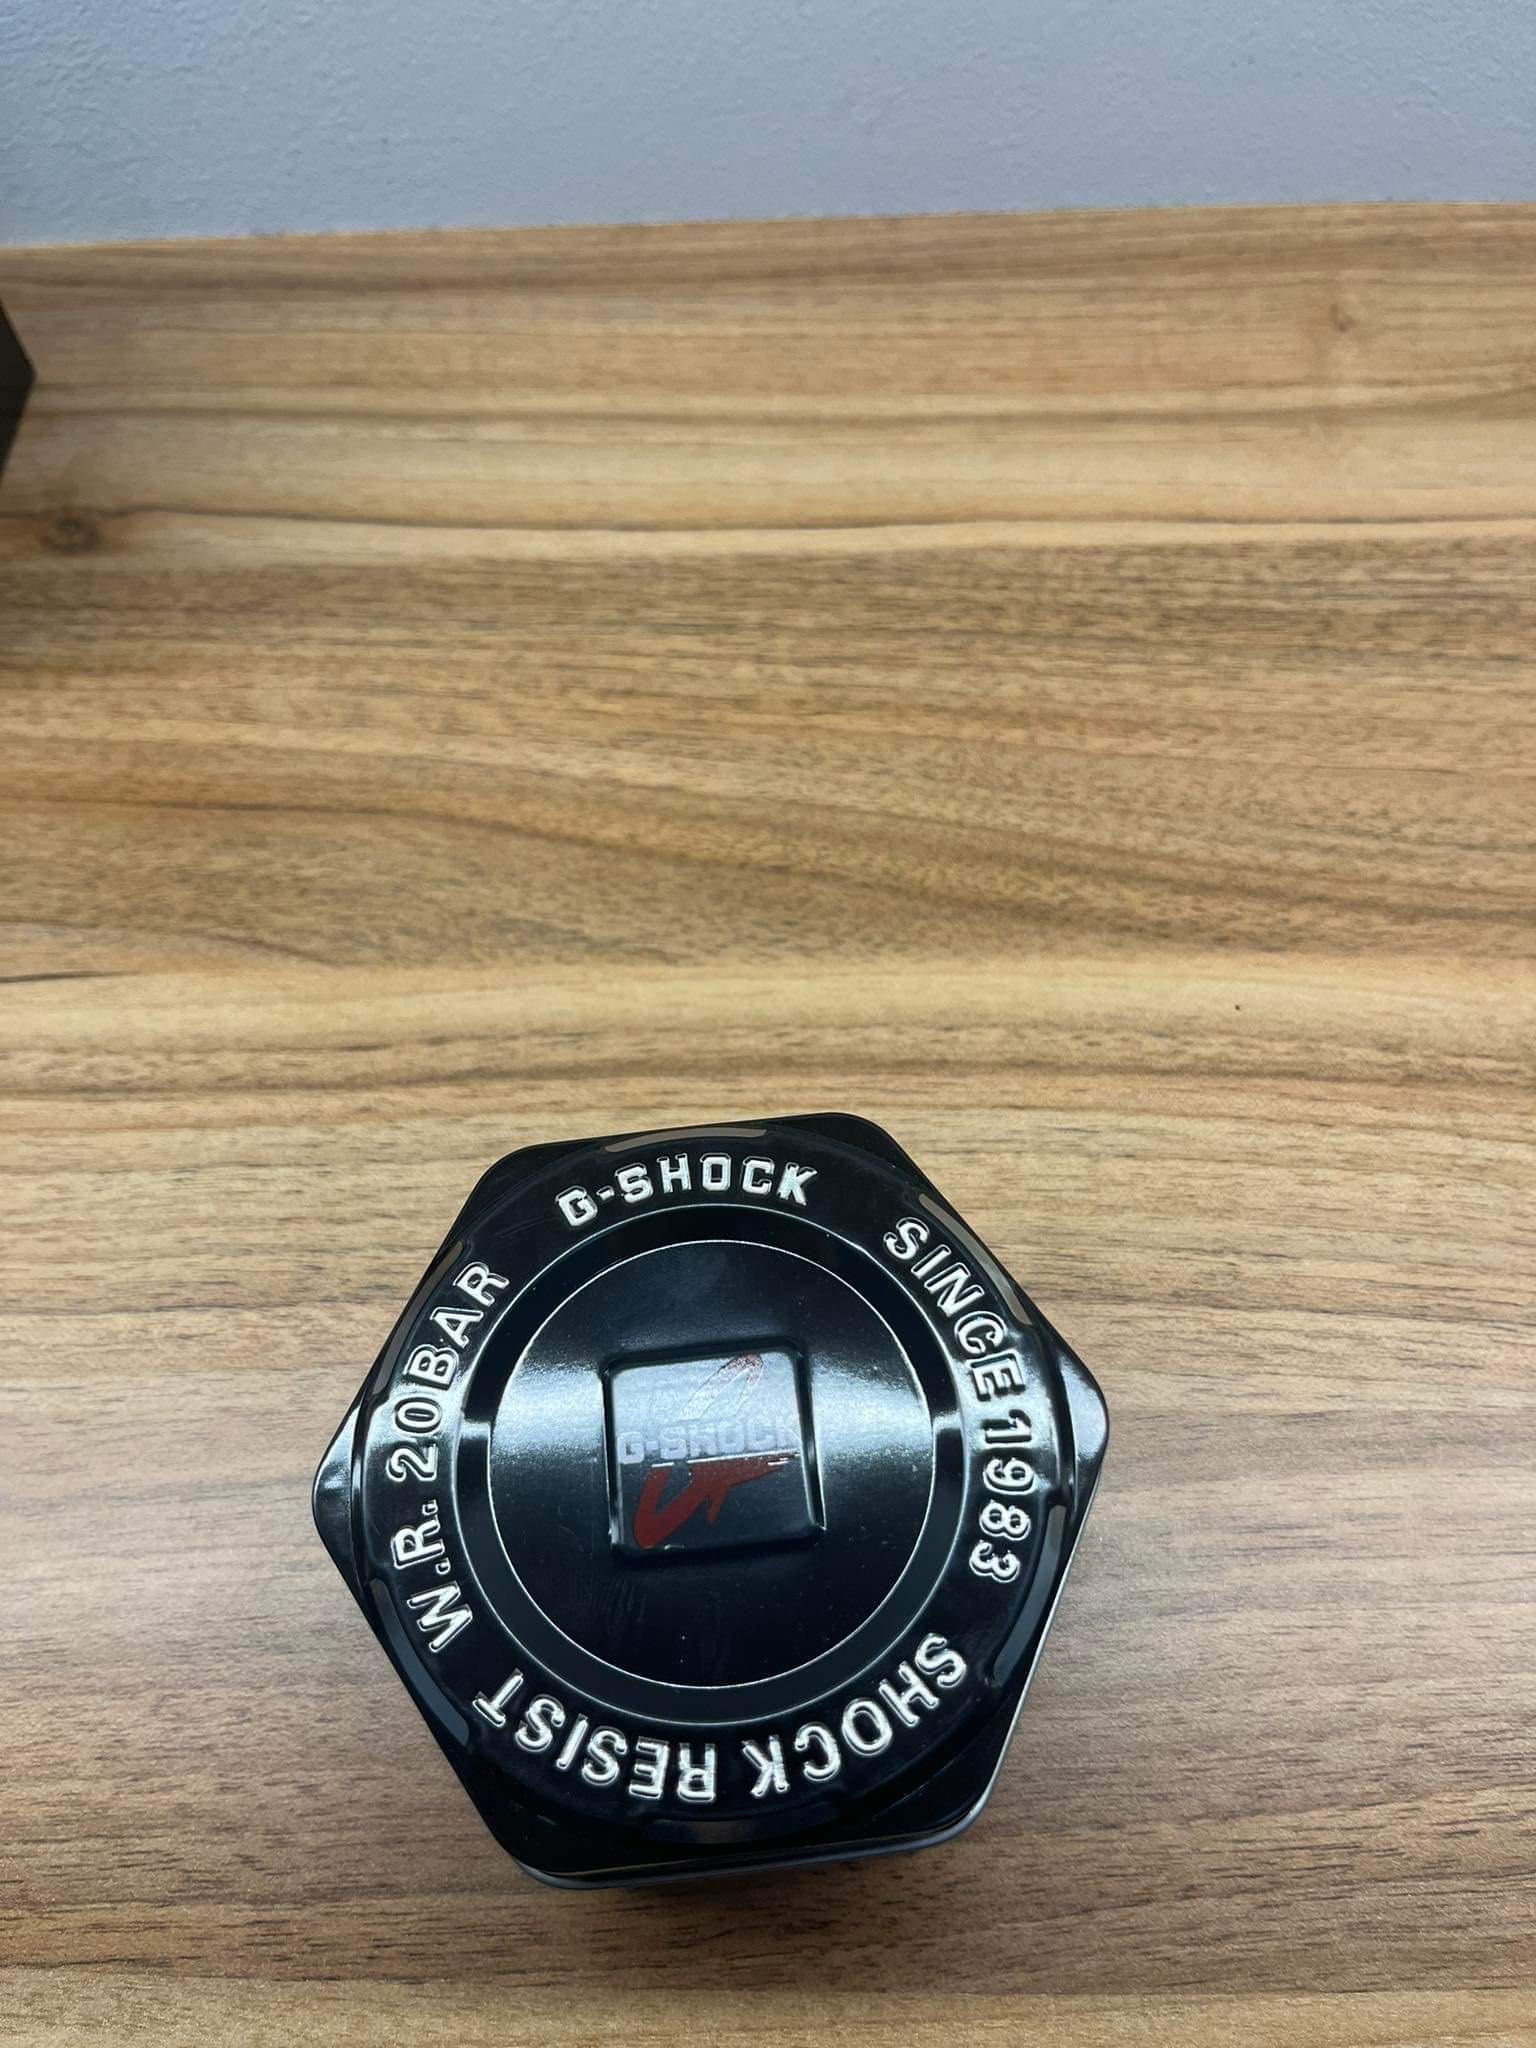 G-SHOCK
SINCE 1983
SHOCK RESIST
W.R. 20BAR
G-SHOCK